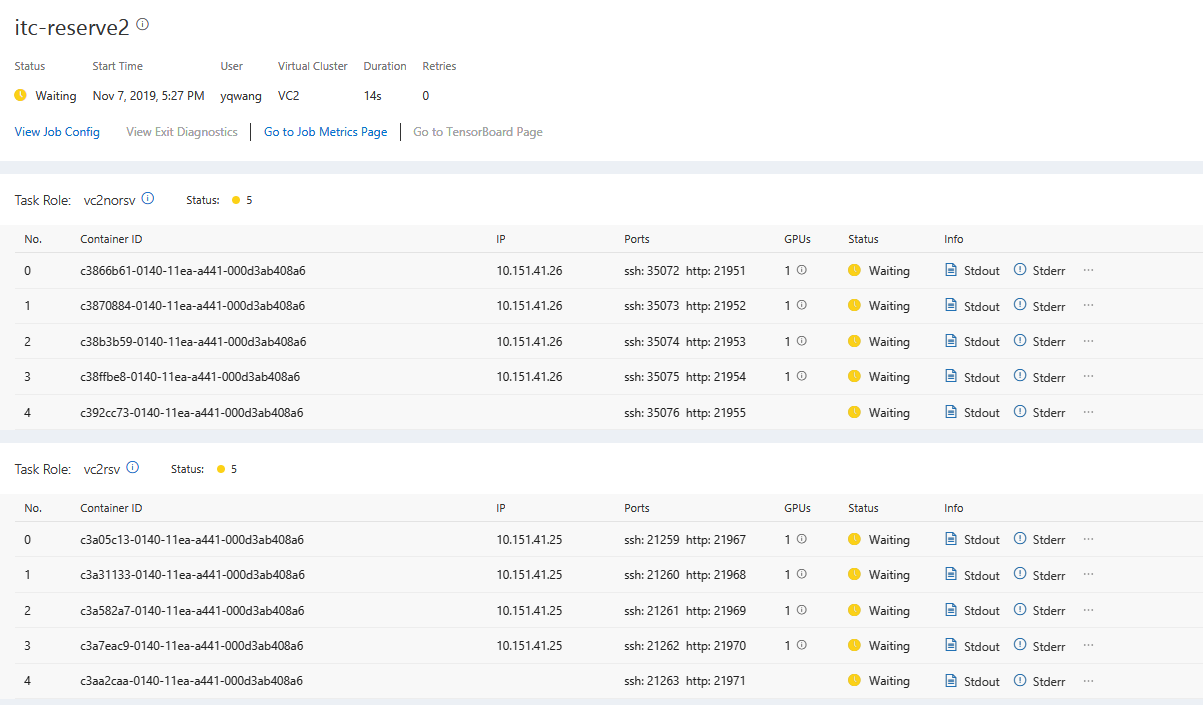 itc-reserve2
Status Start Time User Virtual Cluster Duration Retries
Waiting Nov 7, 2019, 5:27 PM yqwang VC2 14s 0
View Job Config View Exit Diagnostics Go to Job Metrics Page Go to TensorBoard Page
Task Role: vc2norsv Status: 5
No. Container ID IP Ports GPUs Status Info
0 c3866b61-0140-11ea-a441-000d3ab408a6 10.151.41.26 ssh: 35072 http: 21951 1 Waiting Stdout Stderr ...
1 c3870884-0140-11ea-a441-000d3ab408a6 10.151.41.26 ssh: 35073 http: 21952 1 Waiting Stdout Stderr ...
2 c38b3b59-0140-11ea-a441-000d3ab408a6 10.151.41.26 ssh: 35074 http: 21953 1 Waiting Stdout Stderr ...
3 c38ffbe8-0140-11ea-a441-000d3ab408a6 10.151.41.26 ssh: 35075 http: 21954 1 Waiting Stdout Stderr ...
4 c392cc73-0140-11ea-a441-000d3ab408a6 ssh: 35076 http: 21955 Waiting Stdout Stderr ...
Task Role: vc2rsv Status: 5
No. Container ID IP Ports GPUs Status Info
0 c3a05c13-0140-11ea-a441-000d3ab408a6 10.151.41.25 ssh: 21259 http: 21967 1 Waiting Stdout Stderr ...
1 c3a31133-0140-11ea-a441-000d3ab408a6 10.151.41.25 ssh: 21260 http: 21968 1 Waiting Stdout Stderr ...
2 c3a582a7-0140-11ea-a441-000d3ab408a6 10.151.41.25 ssh: 21261 http: 21969 1 Waiting Stdout Stderr ...
3 c3a7eac9-0140-11ea-a441-000d3ab408a6 10.151.41.25 ssh: 21262 http: 21970 1 Waiting Stdout Stderr ...
4 c3aa2caa-0140-11ea-a441-000d3ab408a6 ssh: 21263 http: 21971 Waiting Stdout Stderr ...